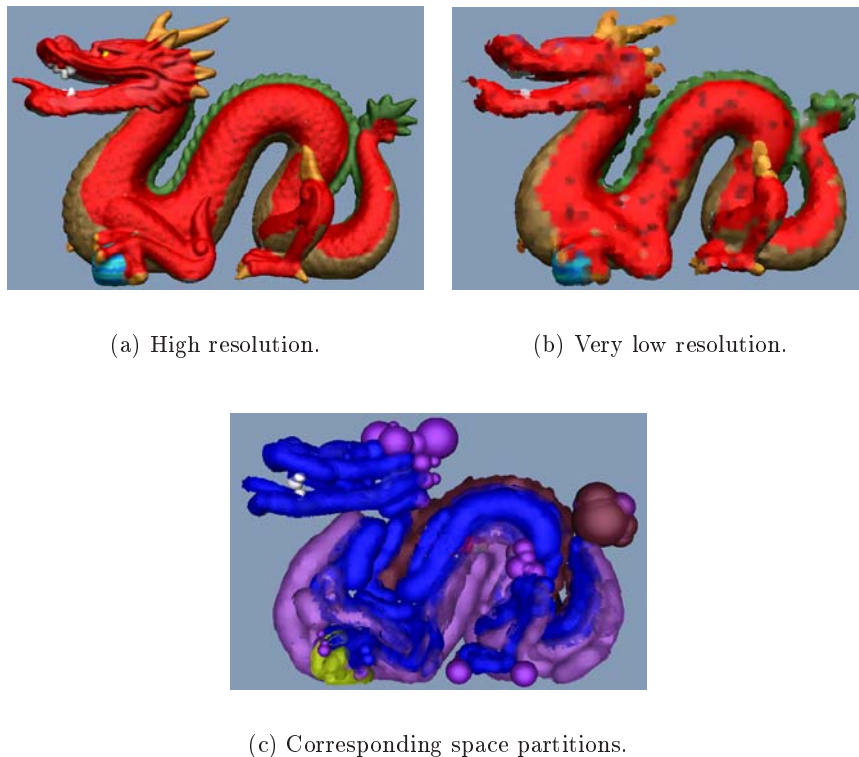 (a) High resolution.
(b) Very low resolution.
(c) Corresponding space partitions.